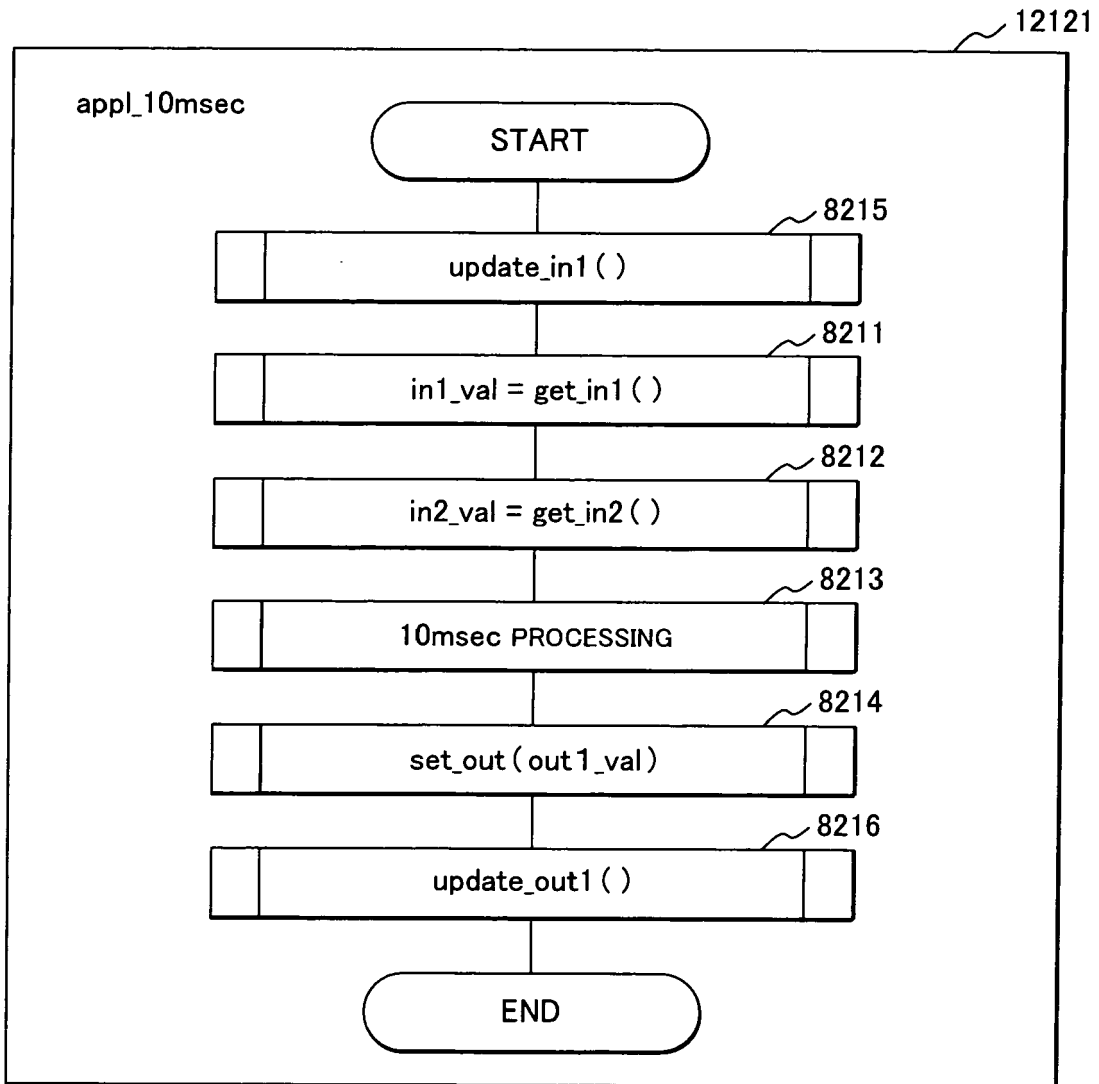 12121
appl_10msec
START
8215
update_in1 ( )
8211
in1_val = get_in1 ( )
8212
in2_val = get_in2 ( )
8213
10msec PROCESSING
8214
set_out ( out1_val )
8216
update_out1 ( )
END